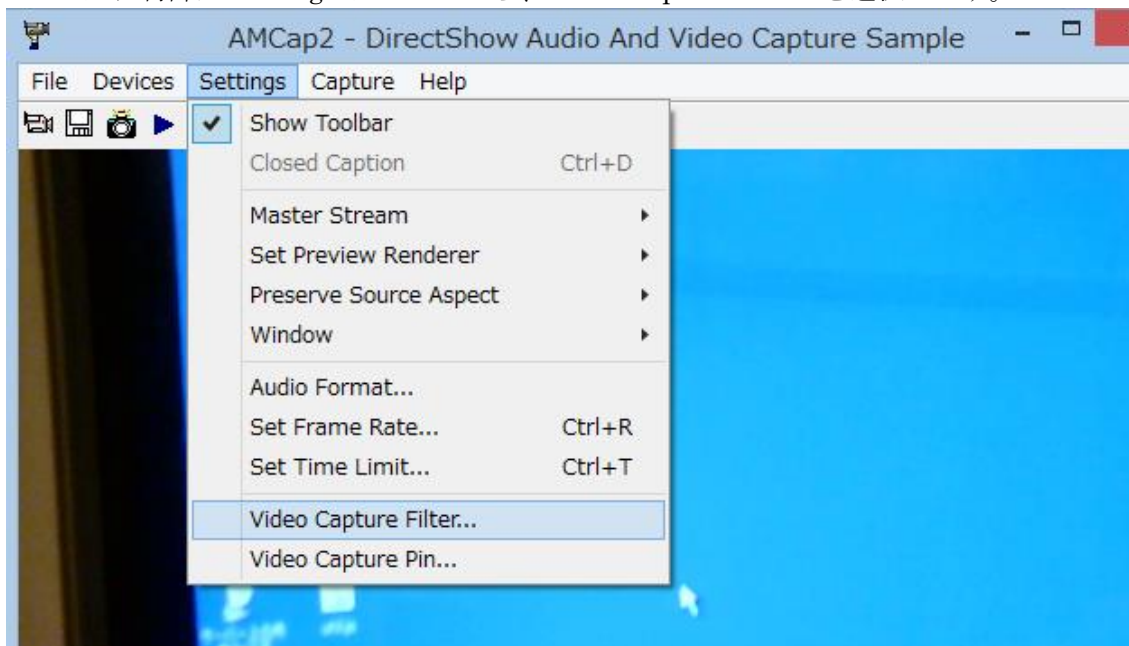 AMCap2 - DirectShow Audio And Video Capture Sample
File Devices Settings Capture Help
Show Toolbar
Closed Caption Ctrl+D
Master Stream
Set Preview Renderer
Preserve Source Aspect
Window
Audio Format...
Set Frame Rate... Ctrl+R
Set Time Limit... Ctrl+T
Video Capture Filter...
Video Capture Pin...